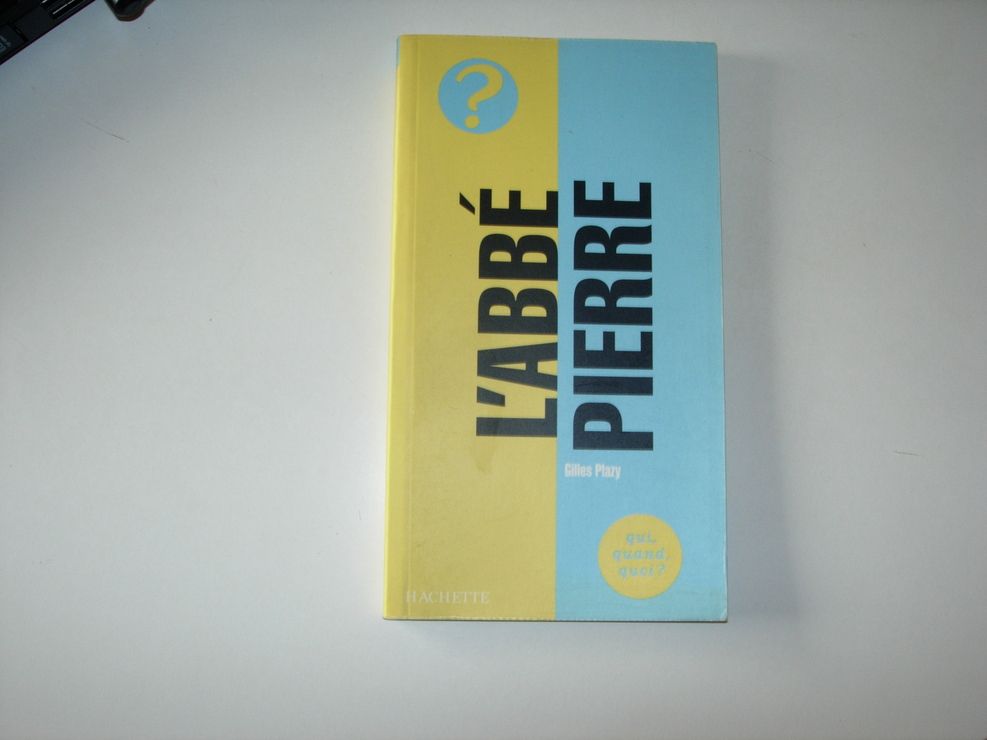 ?
L'ABBÉ
PIERRE
Gilles Plazy
qui,
quand,
quoi?
HACHETTE